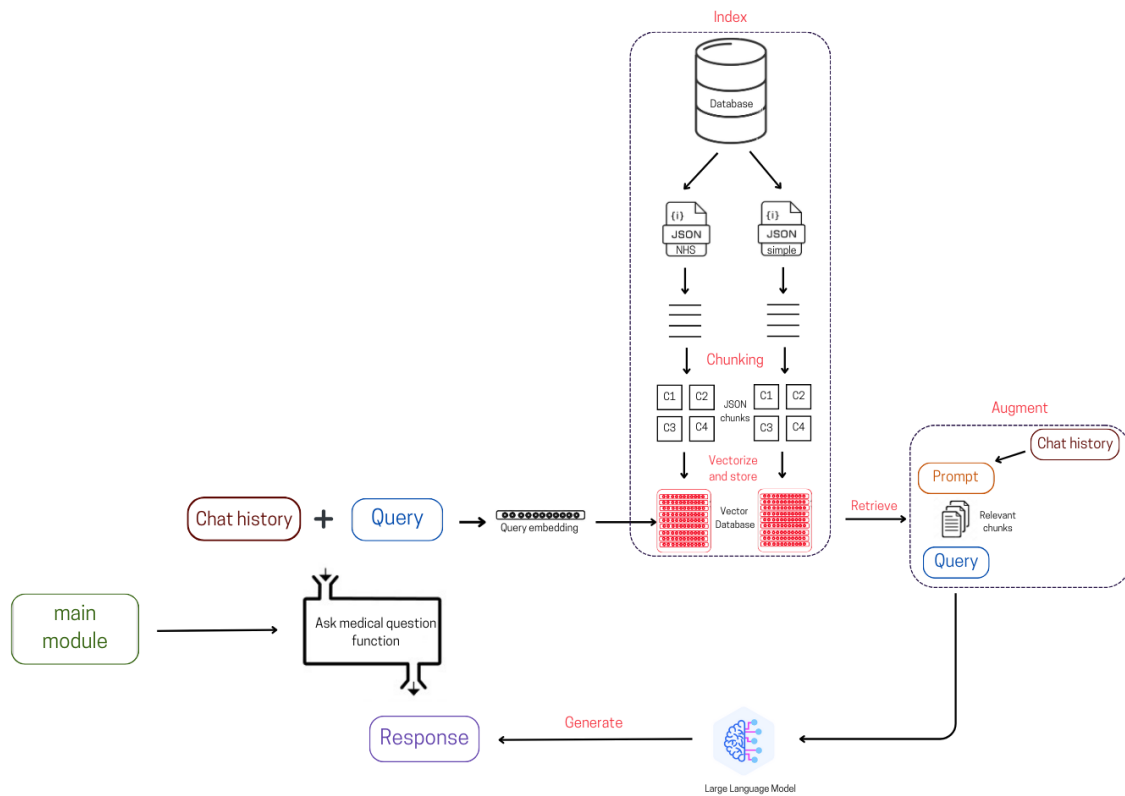 Index
Database
{i}
JSON
NHS
{i}
JSON
simple
Chunking
C1
C2
C3
C4
JSON
chunks
C1
C2
C3
C4
Vectorize
and store
Vector
Database
Chat history
+
Query
Query embedding
Retrieve
Augment
Chat history
Prompt
Relevant
chunks
Query
main
module
Ask medical question
function
Response
Generate
Large Language Model